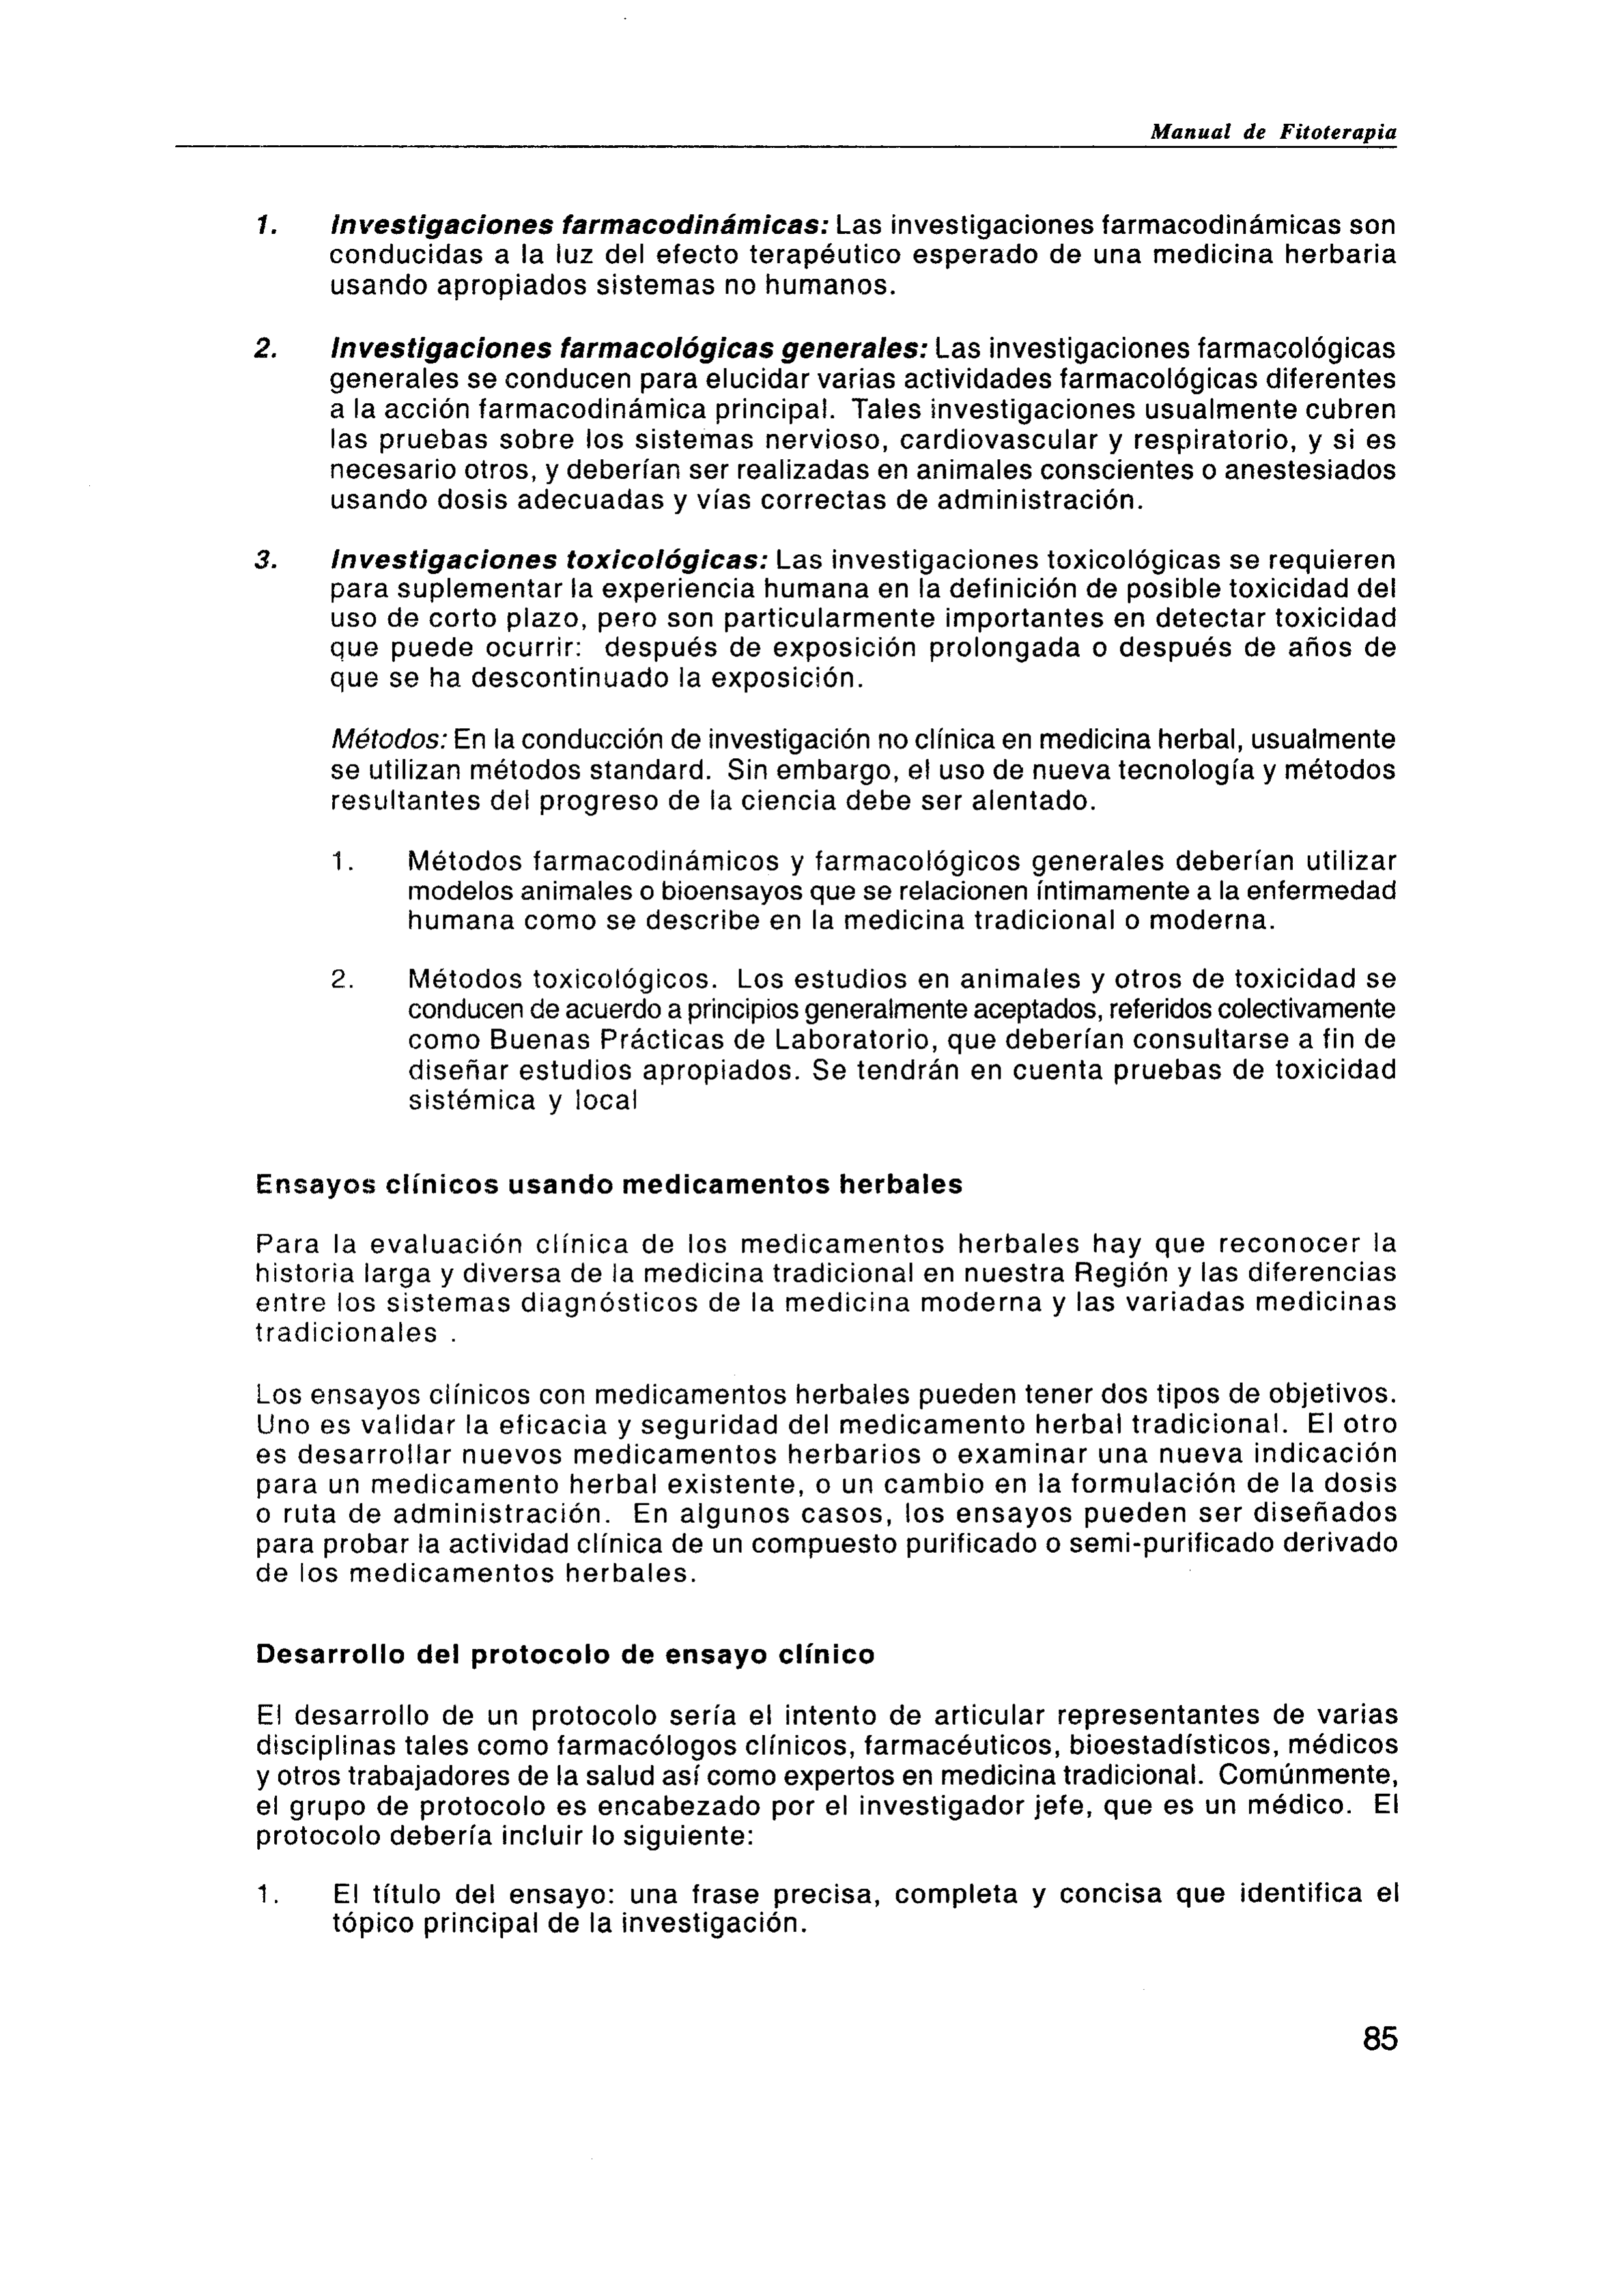 Manual de Fitoterapia
1. Investigaciones farmacodinámicas: Las investigaciones farmacodinámicas son
conducidas a la luz del efecto terapéutico esperado de una medicina herbaria
usando apropiados sistemas no humanos.
2. Investigaciones farmacológicas generales: Las investigaciones farmacológicas
generales se conducen para elucidar varias actividades farmacológicas diferentes
a la acción farmacodinámica principal. Tales investigaciones usualmente cubren
las pruebas sobre los sistemas nervioso, cardiovascular y respiratorio, y si es
necesario otros, y deberían ser realizadas en animales conscientes o anestesiados
usando dosis adecuadas y vías correctas de administración.
3. Investigaciones toxicológicas: Las investigaciones toxicológicas se requieren
para suplementar la experiencia humana en la definición de posible toxicidad del
uso de corto plazo, pero son particularmente importantes en detectar toxicidad
que puede ocurrir: después de exposición prolongada o después de años de
que se ha descontinuado la exposición.
Métodos: En la conducción de investigación no clínica en medicina herbal, usualmente
se utilizan métodos standard. Sin embargo, el uso de nueva tecnología y métodos
resultantes del progreso de la ciencia debe ser alentado.
1. Métodos farmacodinámicos y farmacológicos generales deberían utilizar
modelos animales o bioensayos que se relacionen íntimamente a la enfermedad
humana como se describe en la medicina tradicional o moderna.
2. Métodos toxicológicos. Los estudios en animales y otros de toxicidad se
conducen de acuerdo a principios generalmente aceptados, referidos colectivamente
como Buenas Prácticas de Laboratorio, que deberían consultarse a fin de
diseñar estudios apropiados. Se tendrán en cuenta pruebas de toxicidad
sistémica y local
Ensayos clínicos usando medicamentos herbales
Para la evaluación clínica de los medicamentos herbales hay que reconocer la
historia larga y diversa de la medicina tradicional en nuestra Región y las diferencias
entre los sistemas diagnósticos de la medicina moderna y las variadas medicinas
tradicionales .
Los ensayos clínicos con medicamentos herbales pueden tener dos tipos de objetivos.
Uno es validar la eficacia y seguridad del medicamento herbal tradicional. El otro
es desarrollar nuevos medicamentos herbarios o examinar una nueva indicación
para un medicamento herbal existente, o un cambio en la formulación de la dosis
o ruta de administración. En algunos casos, los ensayos pueden ser diseñados
para probar la actividad clínica de un compuesto purificado o semi-purificado derivado
de los medicamentos herbales.
Desarrollo del protocolo de ensayo clínico
El desarrollo de un protocolo sería el intento de articular representantes de varias
disciplinas tales como farmacólogos clínicos, farmacéuticos, bioestadísticos, médicos
y otros trabajadores de la salud así como expertos en medicina tradicional. Comúnmente,
el grupo de protocolo es encabezado por el investigador jefe, que es un médico. El
protocolo debería incluir lo siguiente:
1. El título del ensayo: una frase precisa, completa y concisa que identifica el
tópico principal de la investigación.
85